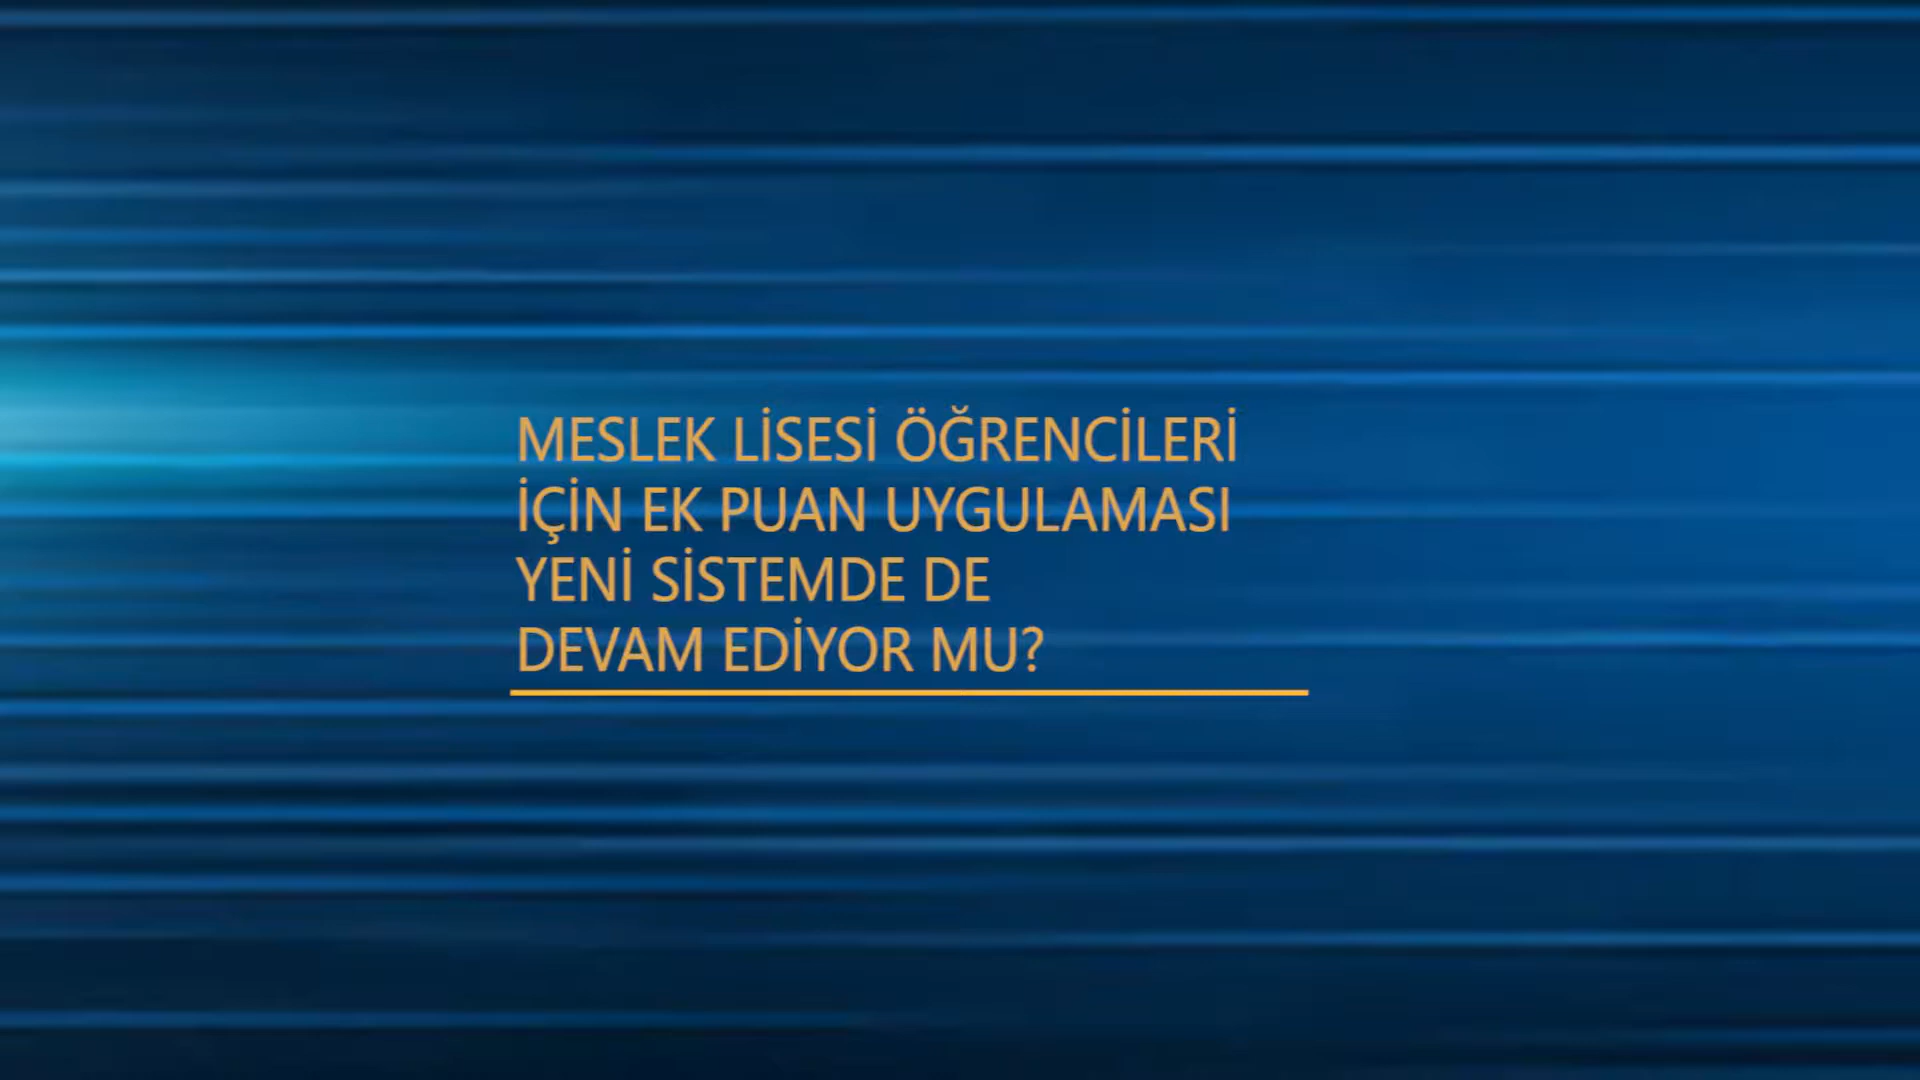 MESLEK LİSESİ ÖĞRENCİLERİ
İÇİN EK PUAN UYGULAMASI
YENİ SİSTEMDE DE
DEVAM EDİYOR MU?